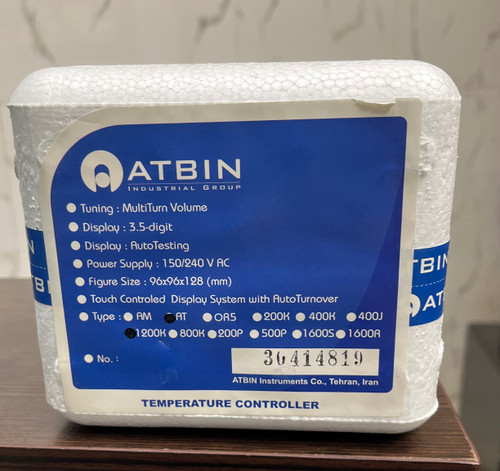 ATBIN
INDUSTRIAL GROUP
Tuning : MultiTurn Volume
Display : 3.5-digit
Display : AutoTesting
Power Supply : 150/240 V AC
Figure Size : 96x96x128 (mm)
Touch Controled Display System with AutoTurnover
Type : AM AT OR5 200K 400K 400J
1200K 800K 200P 500P 1600S 1600R
No. : 30414819
ATBIN Instruments Co., Tehran, Iran
TEMPERATURE CONTROLLER
TBIN
ATBIN